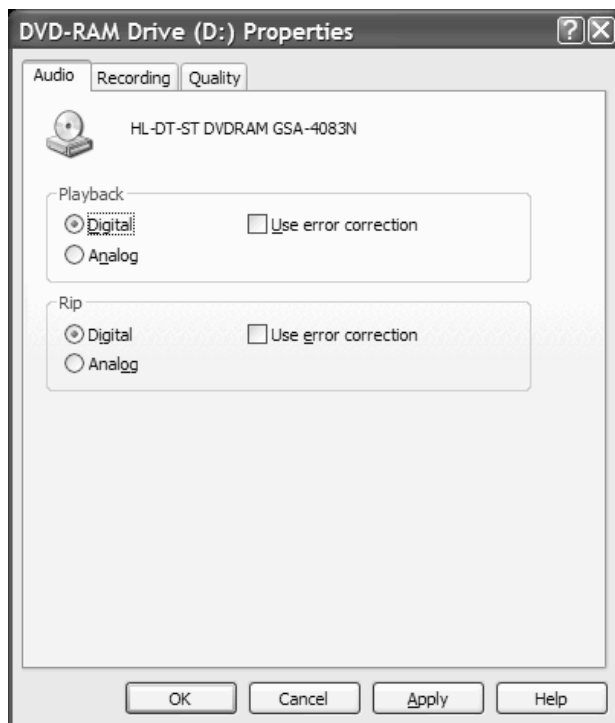 DVD-RAM Drive (D:) Properties
Audio Recording Quality
HL-DT-ST DVDRAM GSA-4083N
Playback
Digital Use error correction
Analog
Rip
Digital Use error correction
Analog
OK Cancel Apply Help